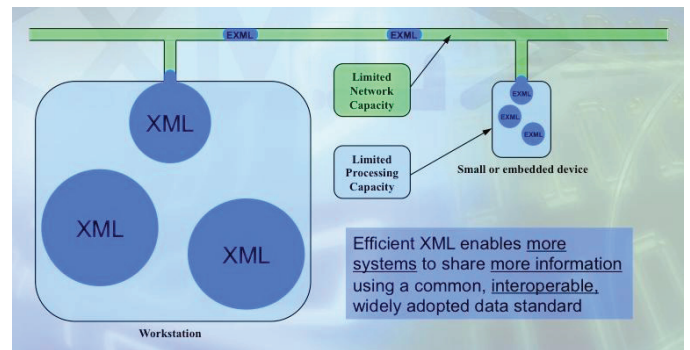 EXML
EXML
XML
XML
XML
Workstation
Limited
Network
Capacity
Limited
Processing
Capacity
EXML
EXML
EXML
Small or embedded device
Efficient XML enables more
systems to share more information
using a common, interoperable,
widely adopted data standard